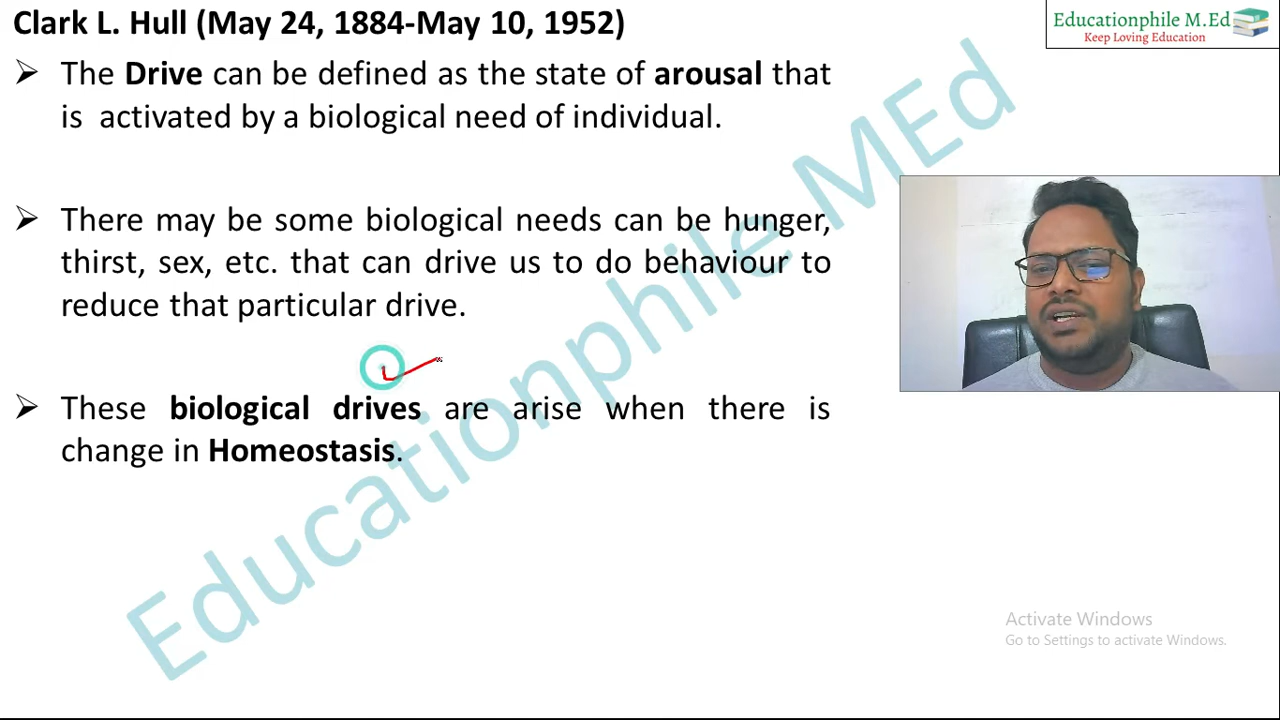 Clark L. Hull (May 24, 1884-May 10, 1952)
Educationphile M.Ed
Keep Loving Education
➢ The Drive can be defined as the state of arousal that
is activated by a biological need of individual.
➢ There may be some biological needs can be hunger,
thirst, sex, etc. that can drive us to do behaviour to
reduce that particular drive.
➢ These biological drives are arise when there is
change in Homeostasis.
Educationphile MEd
Activate Windows
Go to Settings to activate Windows.